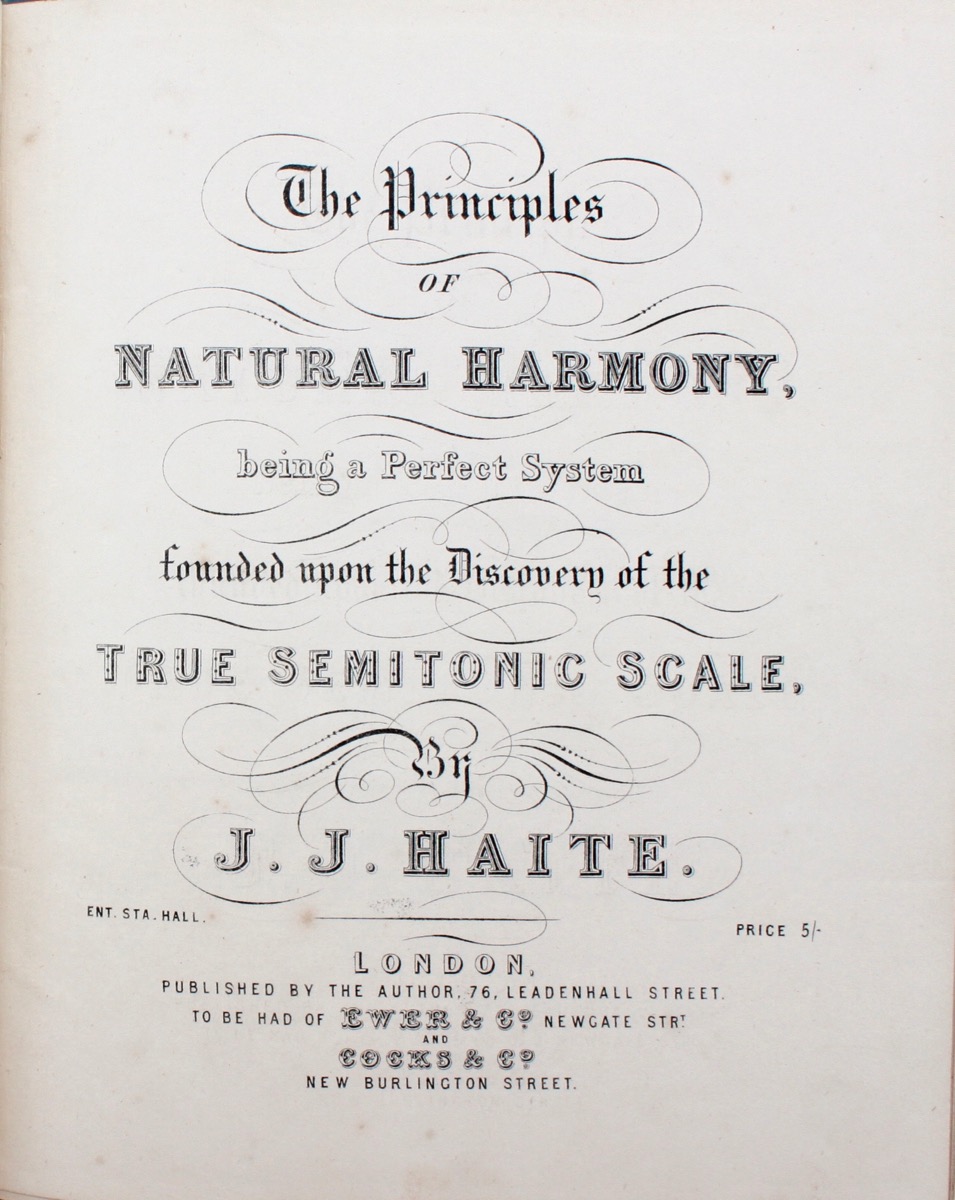 The Principles
OF
NATURAL HARMONY,
being a Perfect System
founded upon the Discovery of the
TRUE SEMITONIC SCALE,
By
J. J. HAITE.
ENT. STA. HALL.
PRICE 5/-
LONDON,
PUBLISHED BY THE AUTHOR, 76, LEADENHALL STREET.
TO BE HAD OF EWER & Co NEWGATE STRT
AND
COCKS & Co
NEW BURLINGTON STREET.